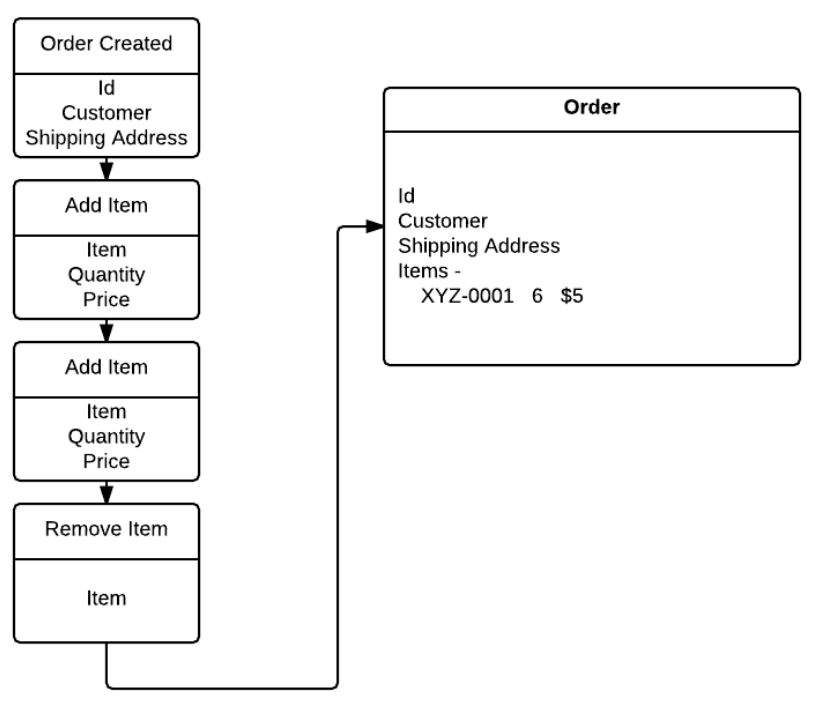 Order Created
Id
Customer
Shipping Address
Add Item
Item
Quantity
Price
Add Item
Item
Quantity
Price
Remove Item
Item
Order
Id
Customer
Shipping Address
Items -
XYZ-0001 6 $5